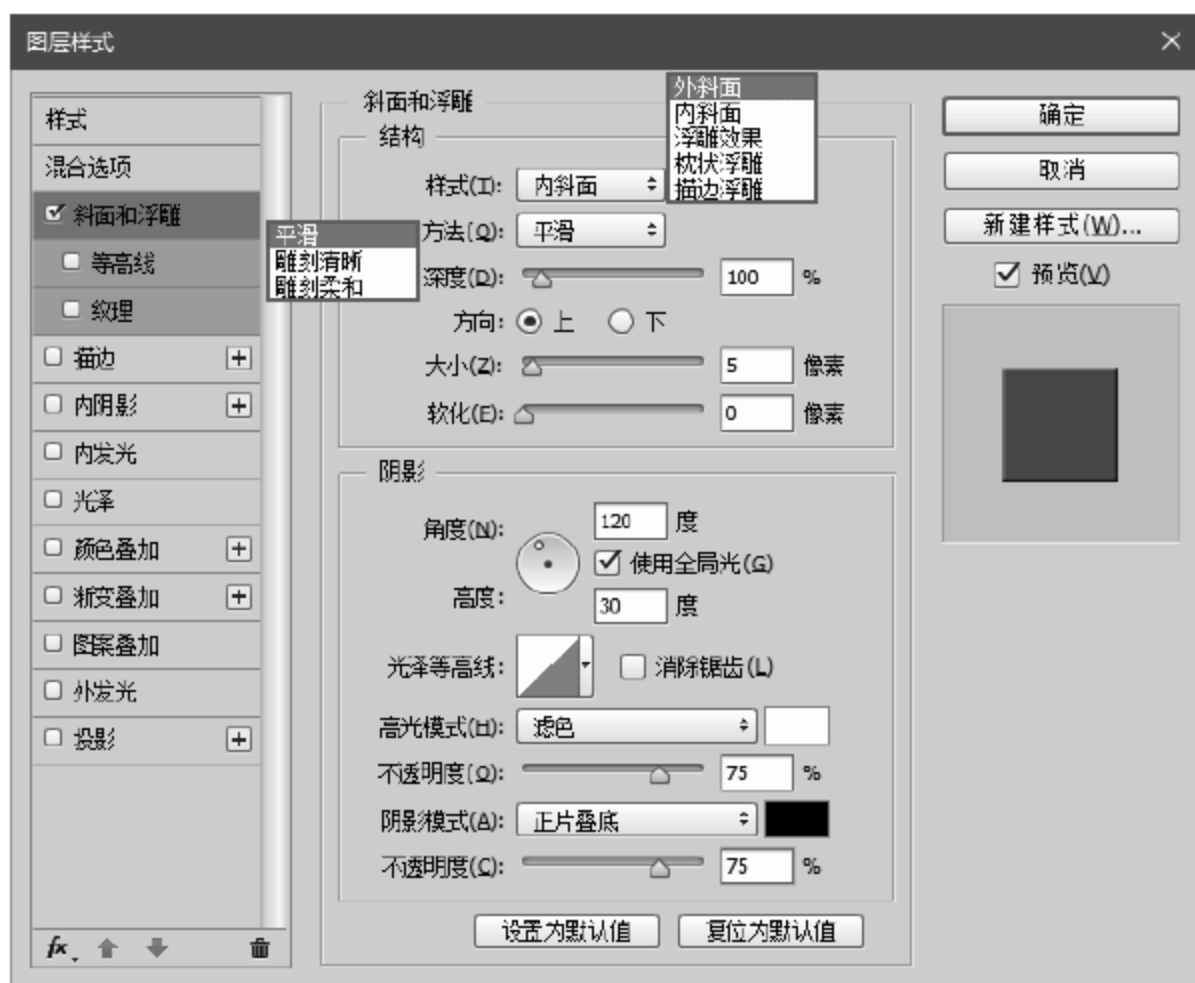 图层样式
样式
混合选项
斜面和浮雕
等高线
纹理
描边
内阴影
内发光
光泽
颜色叠加
渐变叠加
图案叠加
外发光
投影
fx
平滑
雕刻清晰
雕刻柔和
斜面和浮雕
结构
外斜面
内斜面
浮雕效果
枕状浮雕
描边浮雕
样式(T): 内斜面
方法(Q): 平滑
深度(D): 100 %
方向: 上 下
大小(Z): 5 像素
软化(E): 0 像素
阴影
角度(N): 120 度
使用全局光(G)
高度: 30 度
光泽等高线: 消除锯齿(L)
高光模式(H): 滤色
不透明度(O): 75 %
阴影模式(A): 正片叠底
不透明度(C): 75 %
设置为默认值 复位为默认值
确定
取消
新建样式(W)...
预览(V)